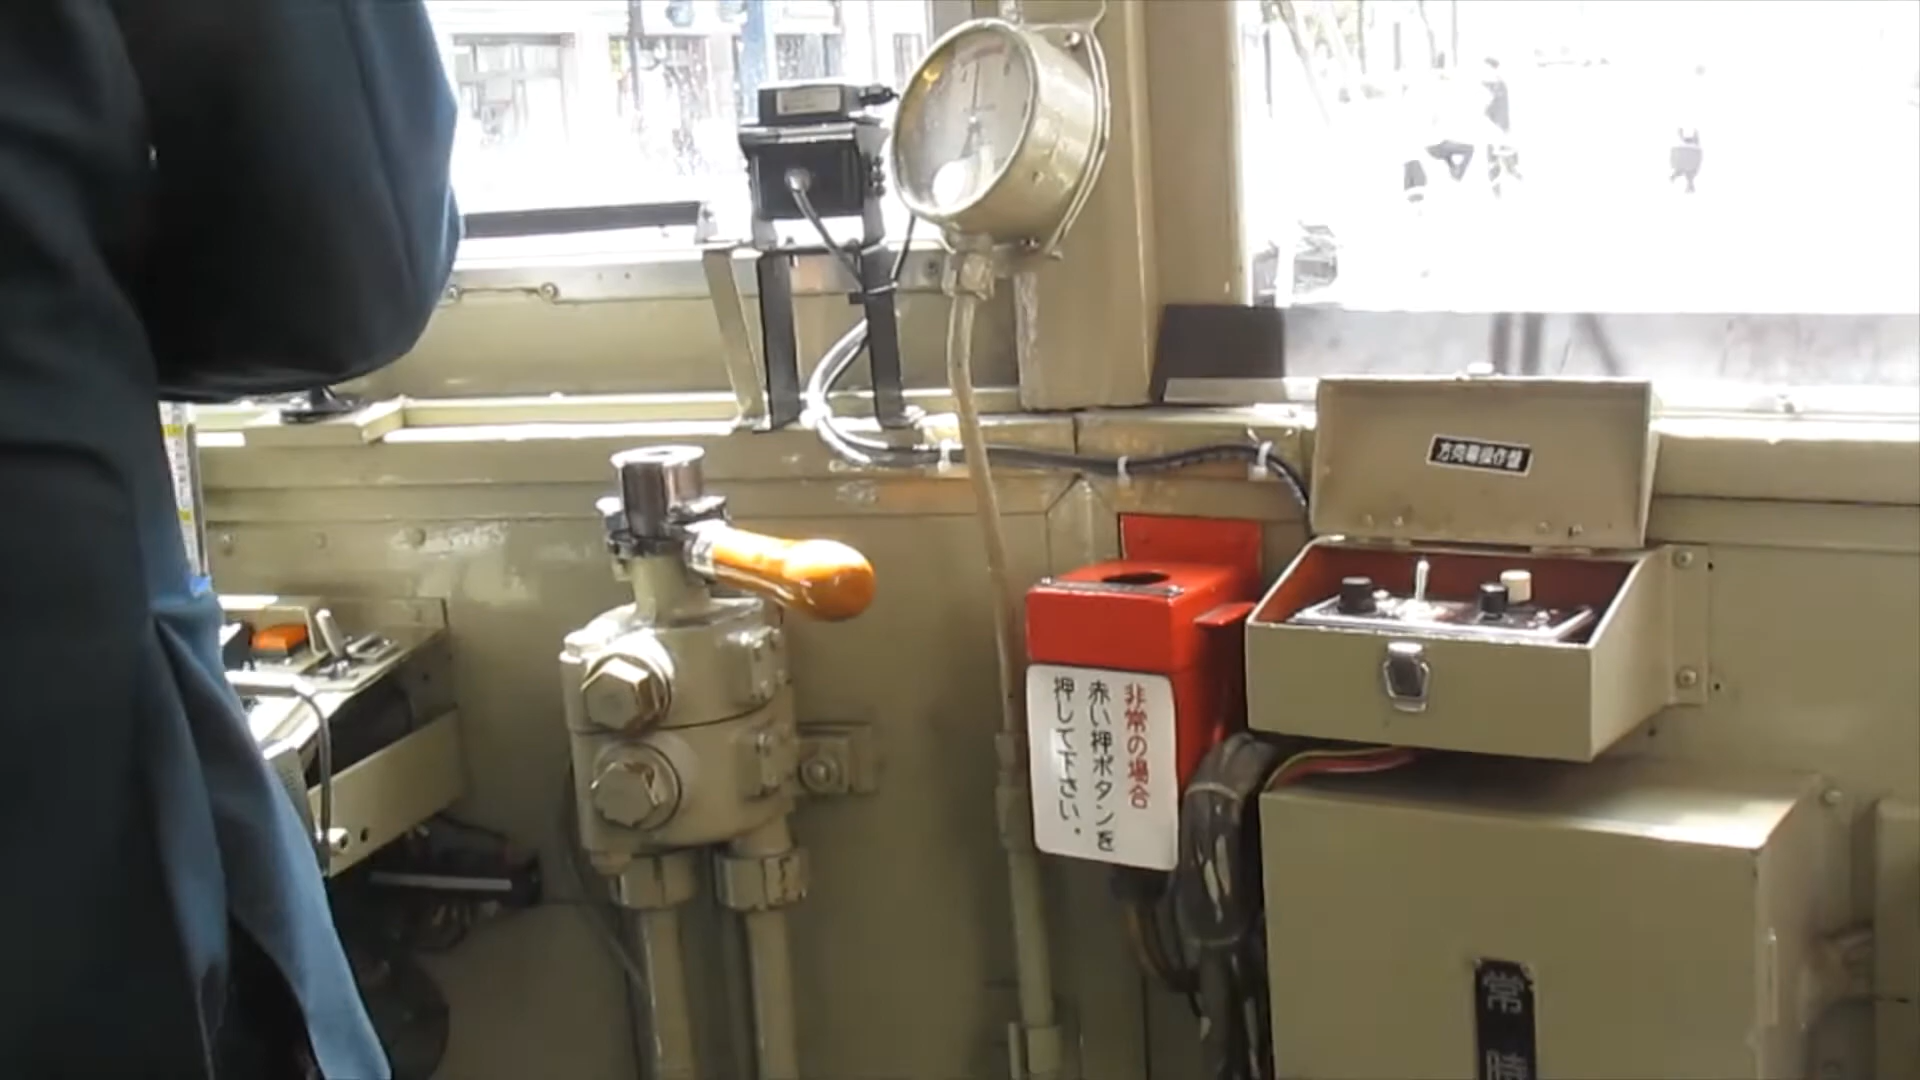 方向幕操作盤
非常の場合
赤い押ボタンを
押して下さい。
常時